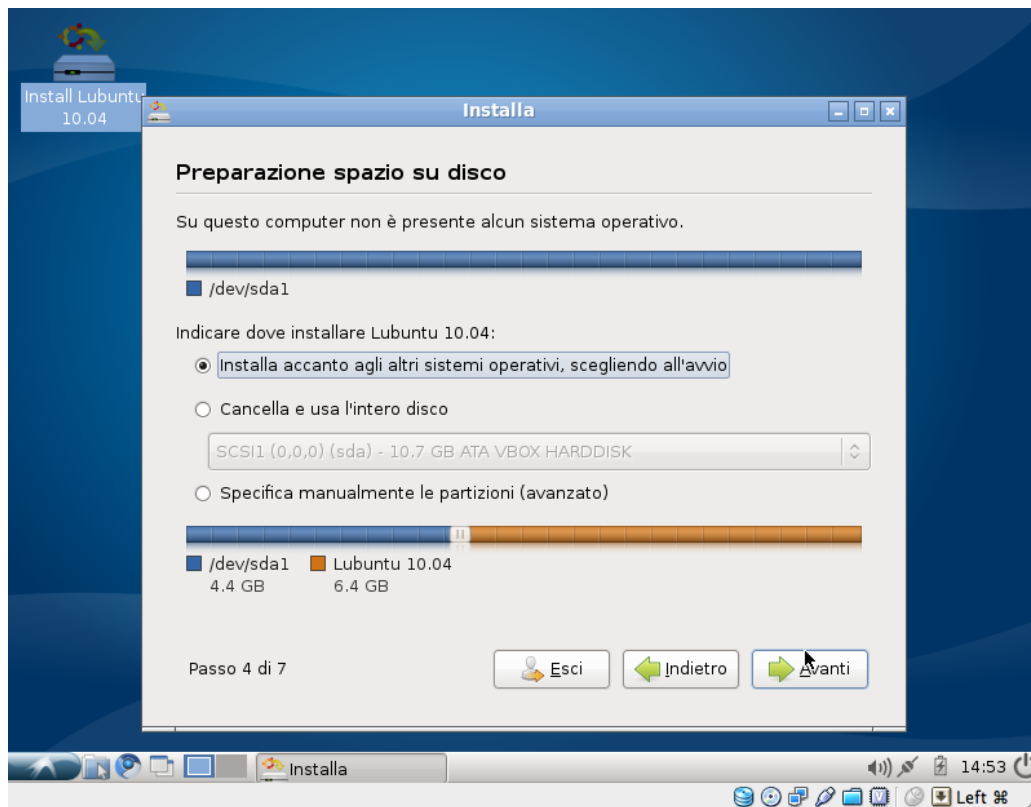 Install Lubuntu
10.04
Installa
Preparazione spazio su disco
Su questo computer non è presente alcun sistema operativo.
/dev/sda1
Indicare dove installare Lubuntu 10.04:
Installa accanto agli altri sistemi operativi, scegliendo all'avvio
Cancella e usa l'intero disco
SCSI1 (0,0,0) (sda) - 10.7 GB ATA VBOX HARDDISK
Specifica manualmente le partizioni (avanzato)
/dev/sda1 Lubuntu 10.04
4.4 GB 6.4 GB
Passo 4 di 7 Esci Indietro Avanti
Installa 14:53
Left ⌘